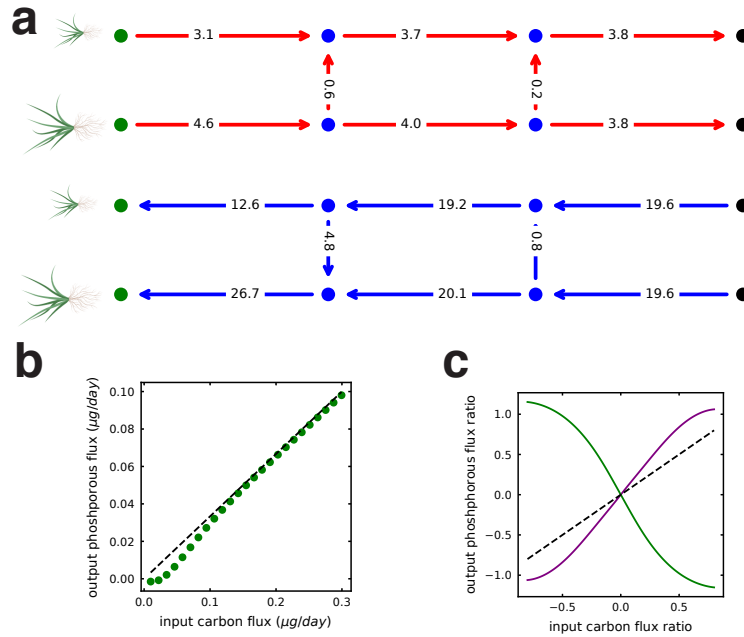 a
3.1 3.7 3.8
0.6 0.2
4.6 4.0 3.8
12.6 19.2 19.6
4.8 0.8
26.7 20.1 19.6
b
output phoshporous flux (μg/day)
0.10
0.08
0.06
0.04
0.02
0.00
0.0 0.1 0.2 0.3
input carbon flux (μg/day)
c
output phoshphorous flux ratio
1.0
0.5
0.0
−0.5
−1.0
−0.5 0.0 0.5
input carbon flux ratio